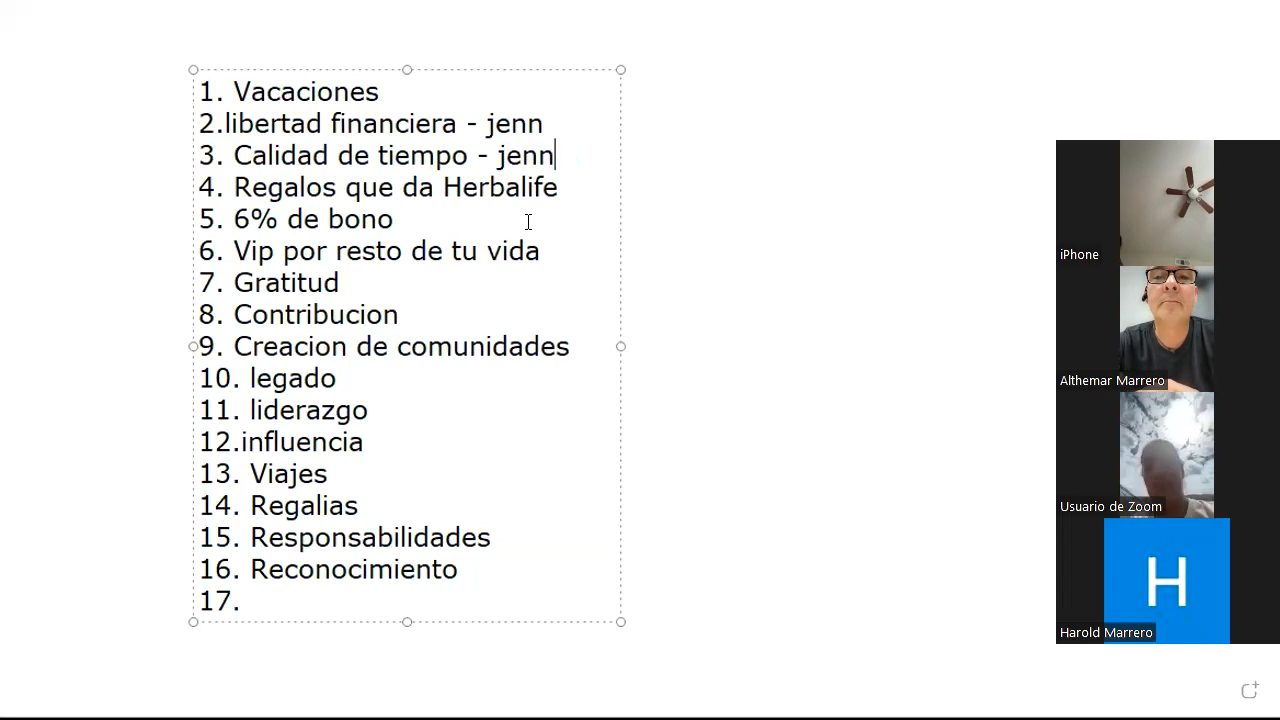 1. Vacaciones
2.libertad financiera - jenn
3. Calidad de tiempo - jenn
4. Regalos que da Herbalife
5. 6% de bono
6. Vip por resto de tu vida
7. Gratitud
8. Contribucion
9. Creacion de comunidades
10. legado
11. liderazgo
12.influencia
13. Viajes
14. Regalias
15. Responsabilidades
16. Reconocimiento
17.
iPhone
Althemar Marrero
Usuario de Zoom
H
Harold Marrero